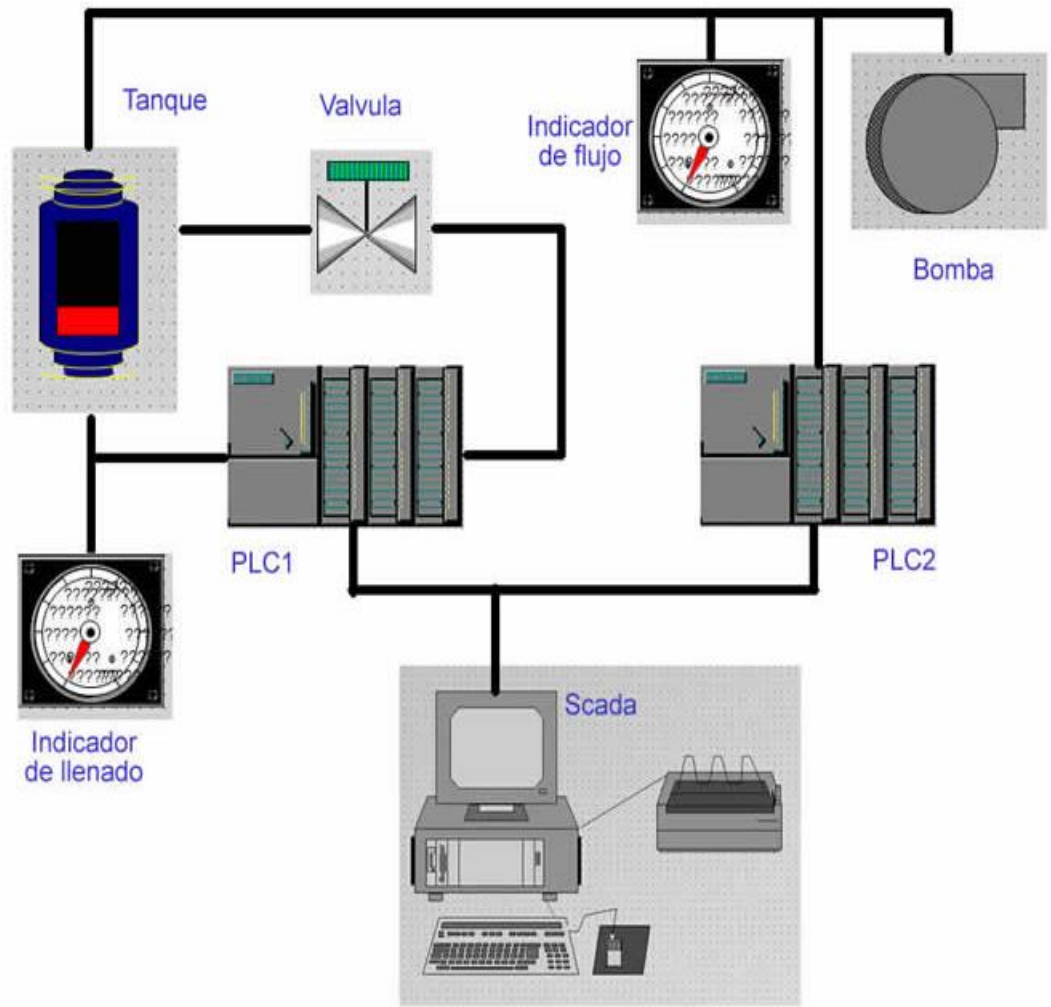 Tanque
Valvula
Indicador
de flujo
Bomba
PLC1
PLC2
Indicador
de llenado
Scada